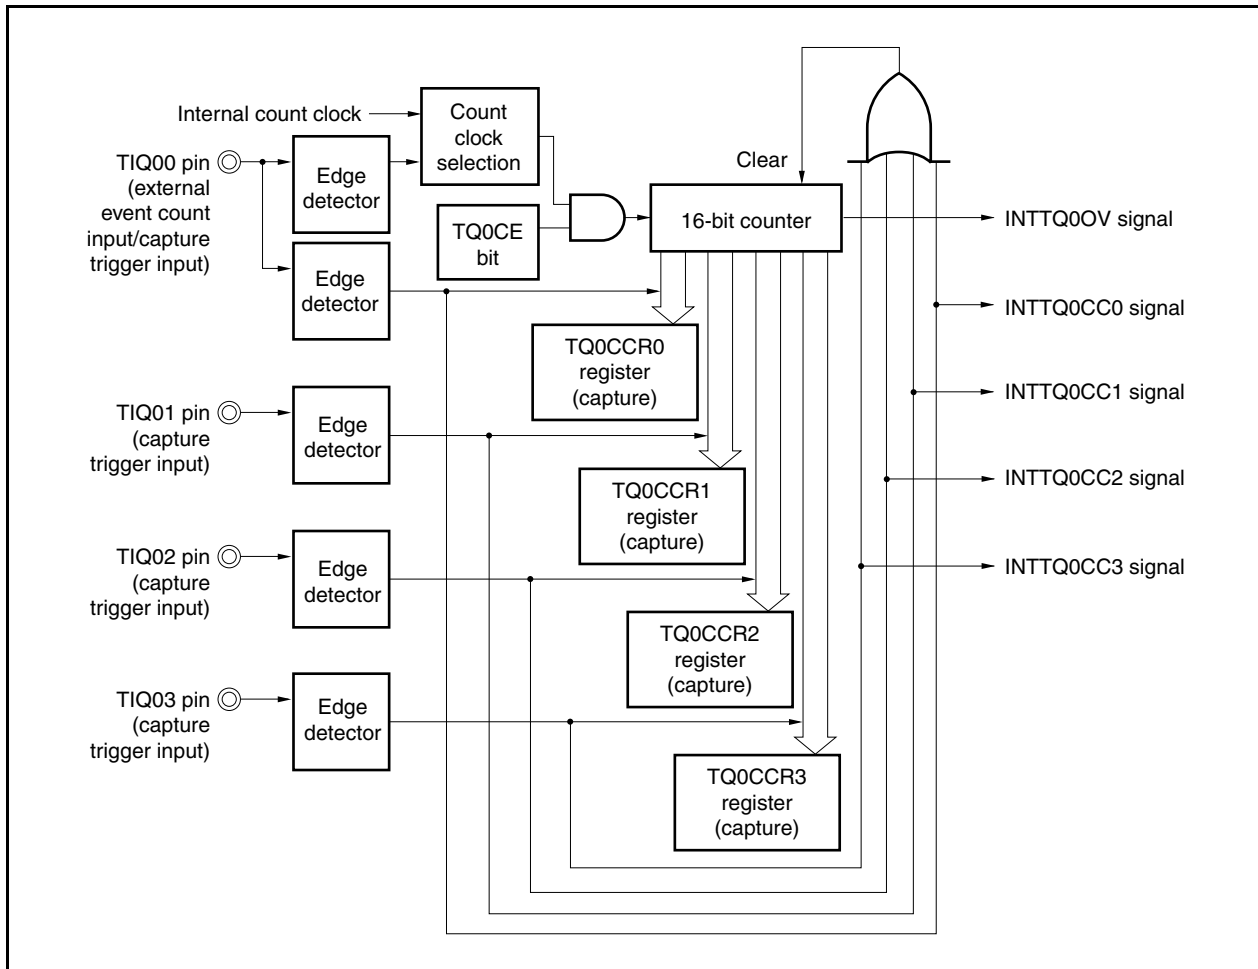 Internal count clock
Count
clock
selection
TIQ00 pin
(external
event count
input/capture
trigger input)
Edge
detector
Clear
TQ0CE
bit
16-bit counter
INTTQ0OV signal
Edge
detector
INTTQ0CC0 signal
TQ0CCR0
register
(capture)
TIQ01 pin
(capture
trigger input)
Edge
detector
INTTQ0CC1 signal
TQ0CCR1
register
(capture)
INTTQ0CC2 signal
TIQ02 pin
(capture
trigger input)
Edge
detector
INTTQ0CC3 signal
TQ0CCR2
register
(capture)
TIQ03 pin
(capture
trigger input)
Edge
detector
TQ0CCR3
register
(capture)